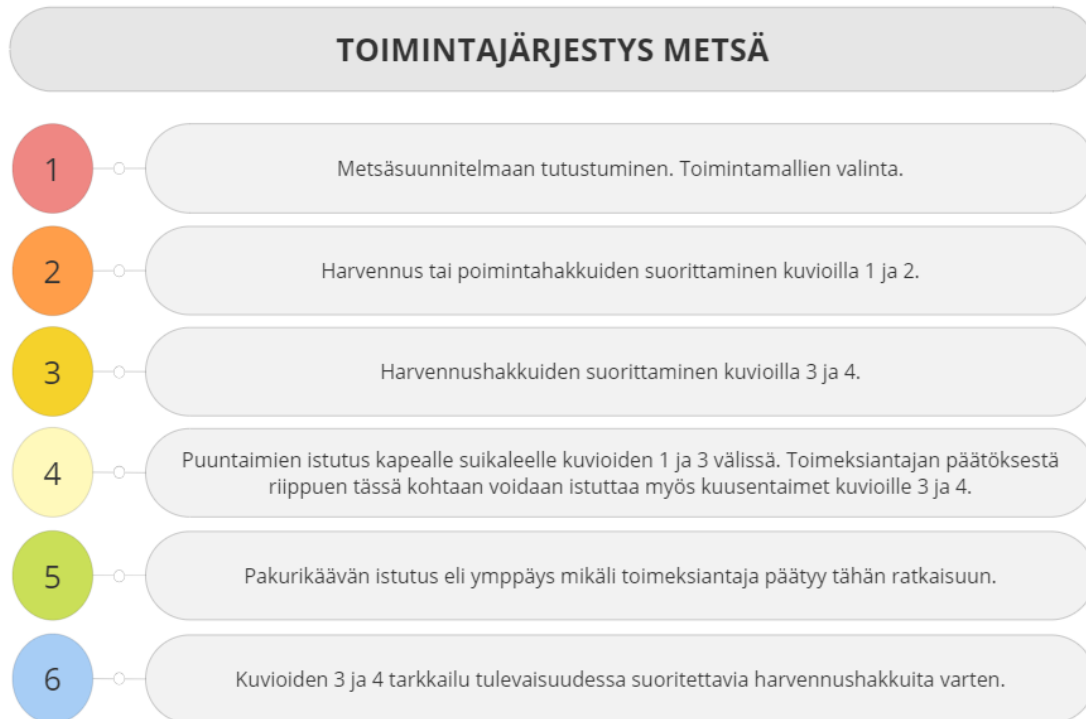 TOIMINTAJÄRJESTYS METSÄ
1
Metsäsuunnitelmaan tutustuminen. Toimintamallien valinta.
2
Harvennus tai poimintahakkuiden suorittaminen kuvioilla 1 ja 2.
3
Harvennushakkuiden suorittaminen kuvioilla 3 ja 4.
4
Puuntaimien istutus kapealle suikaleelle kuvioiden 1 ja 3 välissä. Toimeksiantajan päätöksestä
riippuen tässä kohtaan voidaan istuttaa myös kuusentaimet kuvioille 3 ja 4.
5
Pakurikäävän istutus eli ymppäys mikäli toimeksiantaja päätyy tähän ratkaisuun.
6
Kuvioiden 3 ja 4 tarkkailu tulevaisuudessa suoritettavia harvennushakkuita varten.